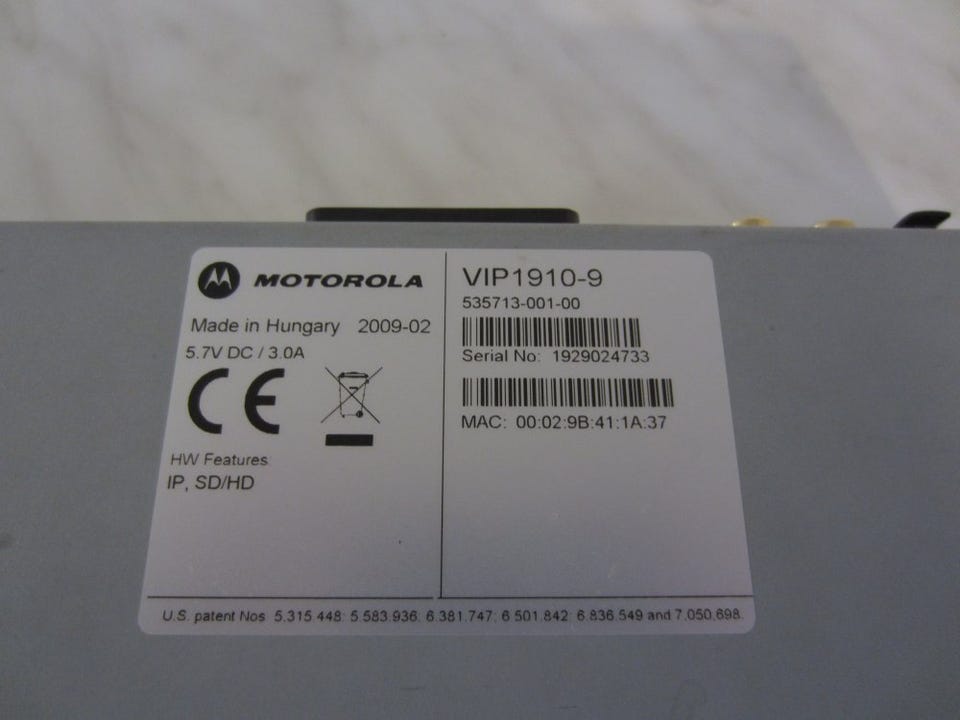 MOTOROLA
Made in Hungary 2009-02
5.7V DC / 3.0A
CE
HW Features
IP, SD/HD
VIP1910-9
535713-001-00
Serial No: 1929024733
MAC: 00:02:9B:41:1A:37
U.S. patent Nos 5.315 448; 5.583.936; 6.381.747; 6 501.842; 6.836.549 and 7.050.698.